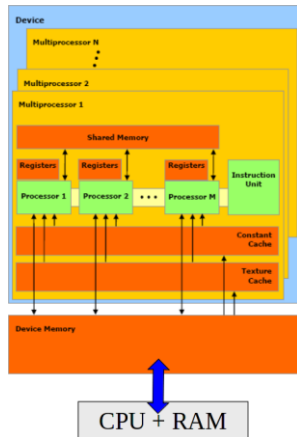 Device
Multiprocessor N
Multiprocessor 2
Multiprocessor 1
Shared Memory
Registers
Registers
Registers
Processor 1
Processor 2
Processor M
Instruction
Unit
Constant
Cache
Texture
Cache
Device Memory
CPU + RAM